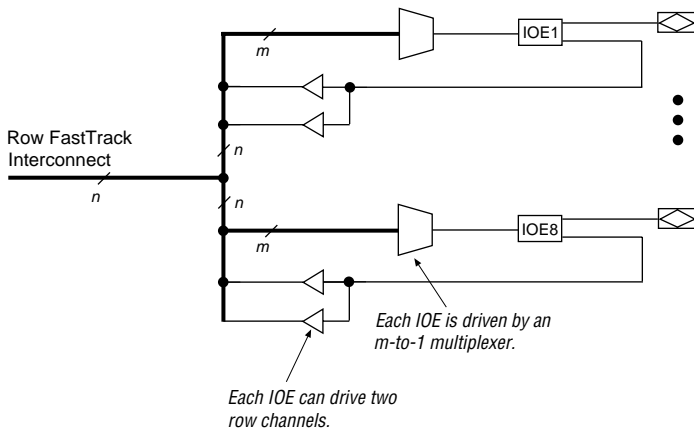 m
IOE1
Row FastTrack
Interconnect
n
n
n
m
IOE8
Each IOE is driven by an
m-to-1 multiplexer.
Each IOE can drive two
row channels.